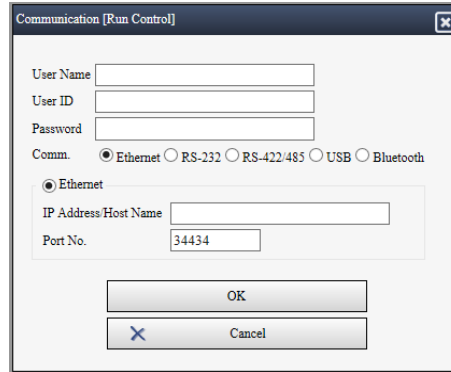 Communication [Run Control]
User Name
User ID
Password
Comm. Ethernet RS-232 RS-422/485 USB Bluetooth
Ethernet
IP Address/Host Name
Port No. 34434
OK
Cancel